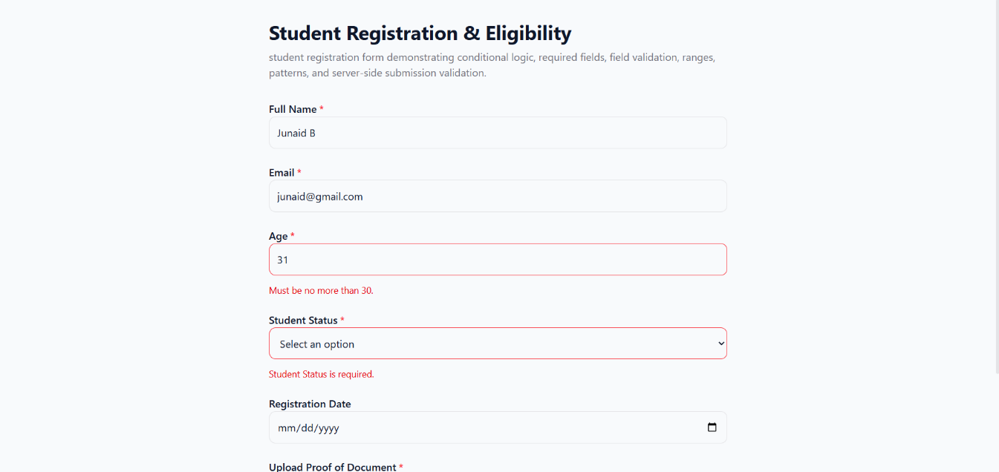 Student Registration & Eligibility
student registration form demonstrating conditional logic, required fields, field validation, ranges,
patterns, and server-side submission validation.
Full Name *
Junaid B
Email *
junaid@gmail.com
Age *
31
Must be no more than 30.
Student Status *
Select an option
Student Status is required.
Registration Date
mm/dd/yyyy
Upload Proof of Document *